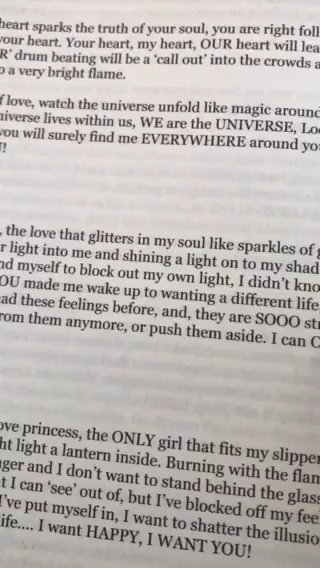 heart sparks the truth of your soul, you are right foll
your heart. Your heart, my heart, OUR heart will lea
R' drum beating will be a 'call out' into the crowds a
o a very bright flame.
f love, watch the universe unfold like magic around
niverse lives within us, WE are the UNIVERSE, Loo
you will surely find me EVERYWHERE around yo
!
, the love that glitters in my soul like sparkles of g
r light into me and shining a light on to my shad
nd myself to block out my own light, I didn't kno
OU made me wake up to wanting a different life
ad these feelings before, and, they are SOOO str
rom them anymore, or push them aside. I can C
ove princess, the ONLY girl that fits my slipper
ht light a lantern inside. Burning with the flan
ger and I don't want to stand behind the glass
t I can 'see' out of, but I've blocked off my fee
I've put myself in, I want to shatter the illusio
ife.... I want HAPPY, I WANT YOU!